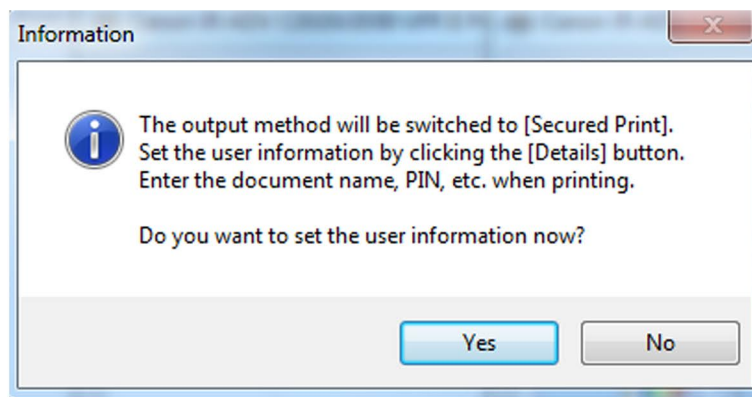 Information
The output method will be switched to [Secured Print].
Set the user information by clicking the [Details] button.
Enter the document name, PIN, etc. when printing.
Do you want to set the user information now?
Yes
No